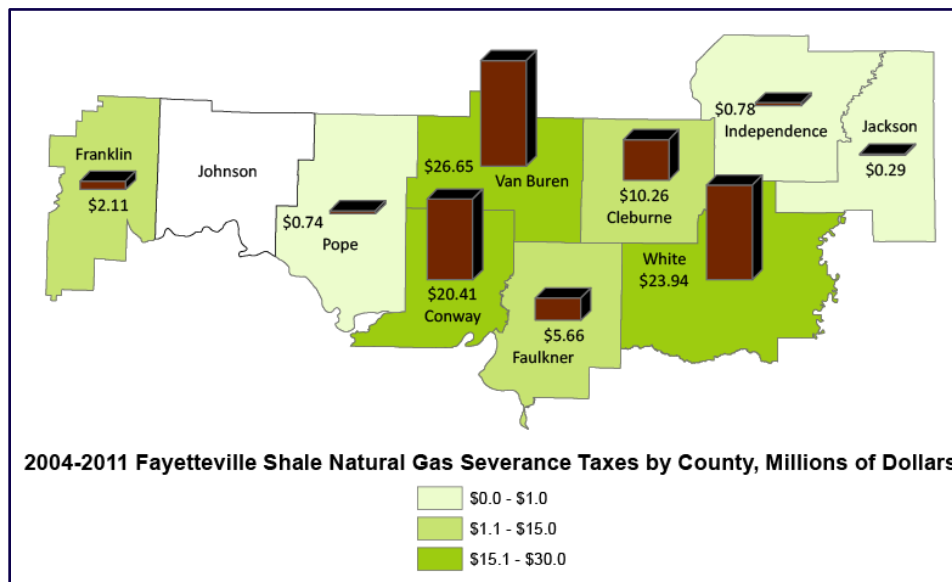 $0.78
Independence
Jackson
$0.29
Franklin
$2.11
Johnson
$26.65
Van Buren
$10.26
Cleburne
$0.74
Pope
White
$23.94
$20.41
Conway
$5.66
Faulkner
2004-2011 Fayetteville Shale Natural Gas Severance Taxes by County, Millions of Dollars
$0.0 - $1.0
$1.1 - $15.0
$15.1 - $30.0